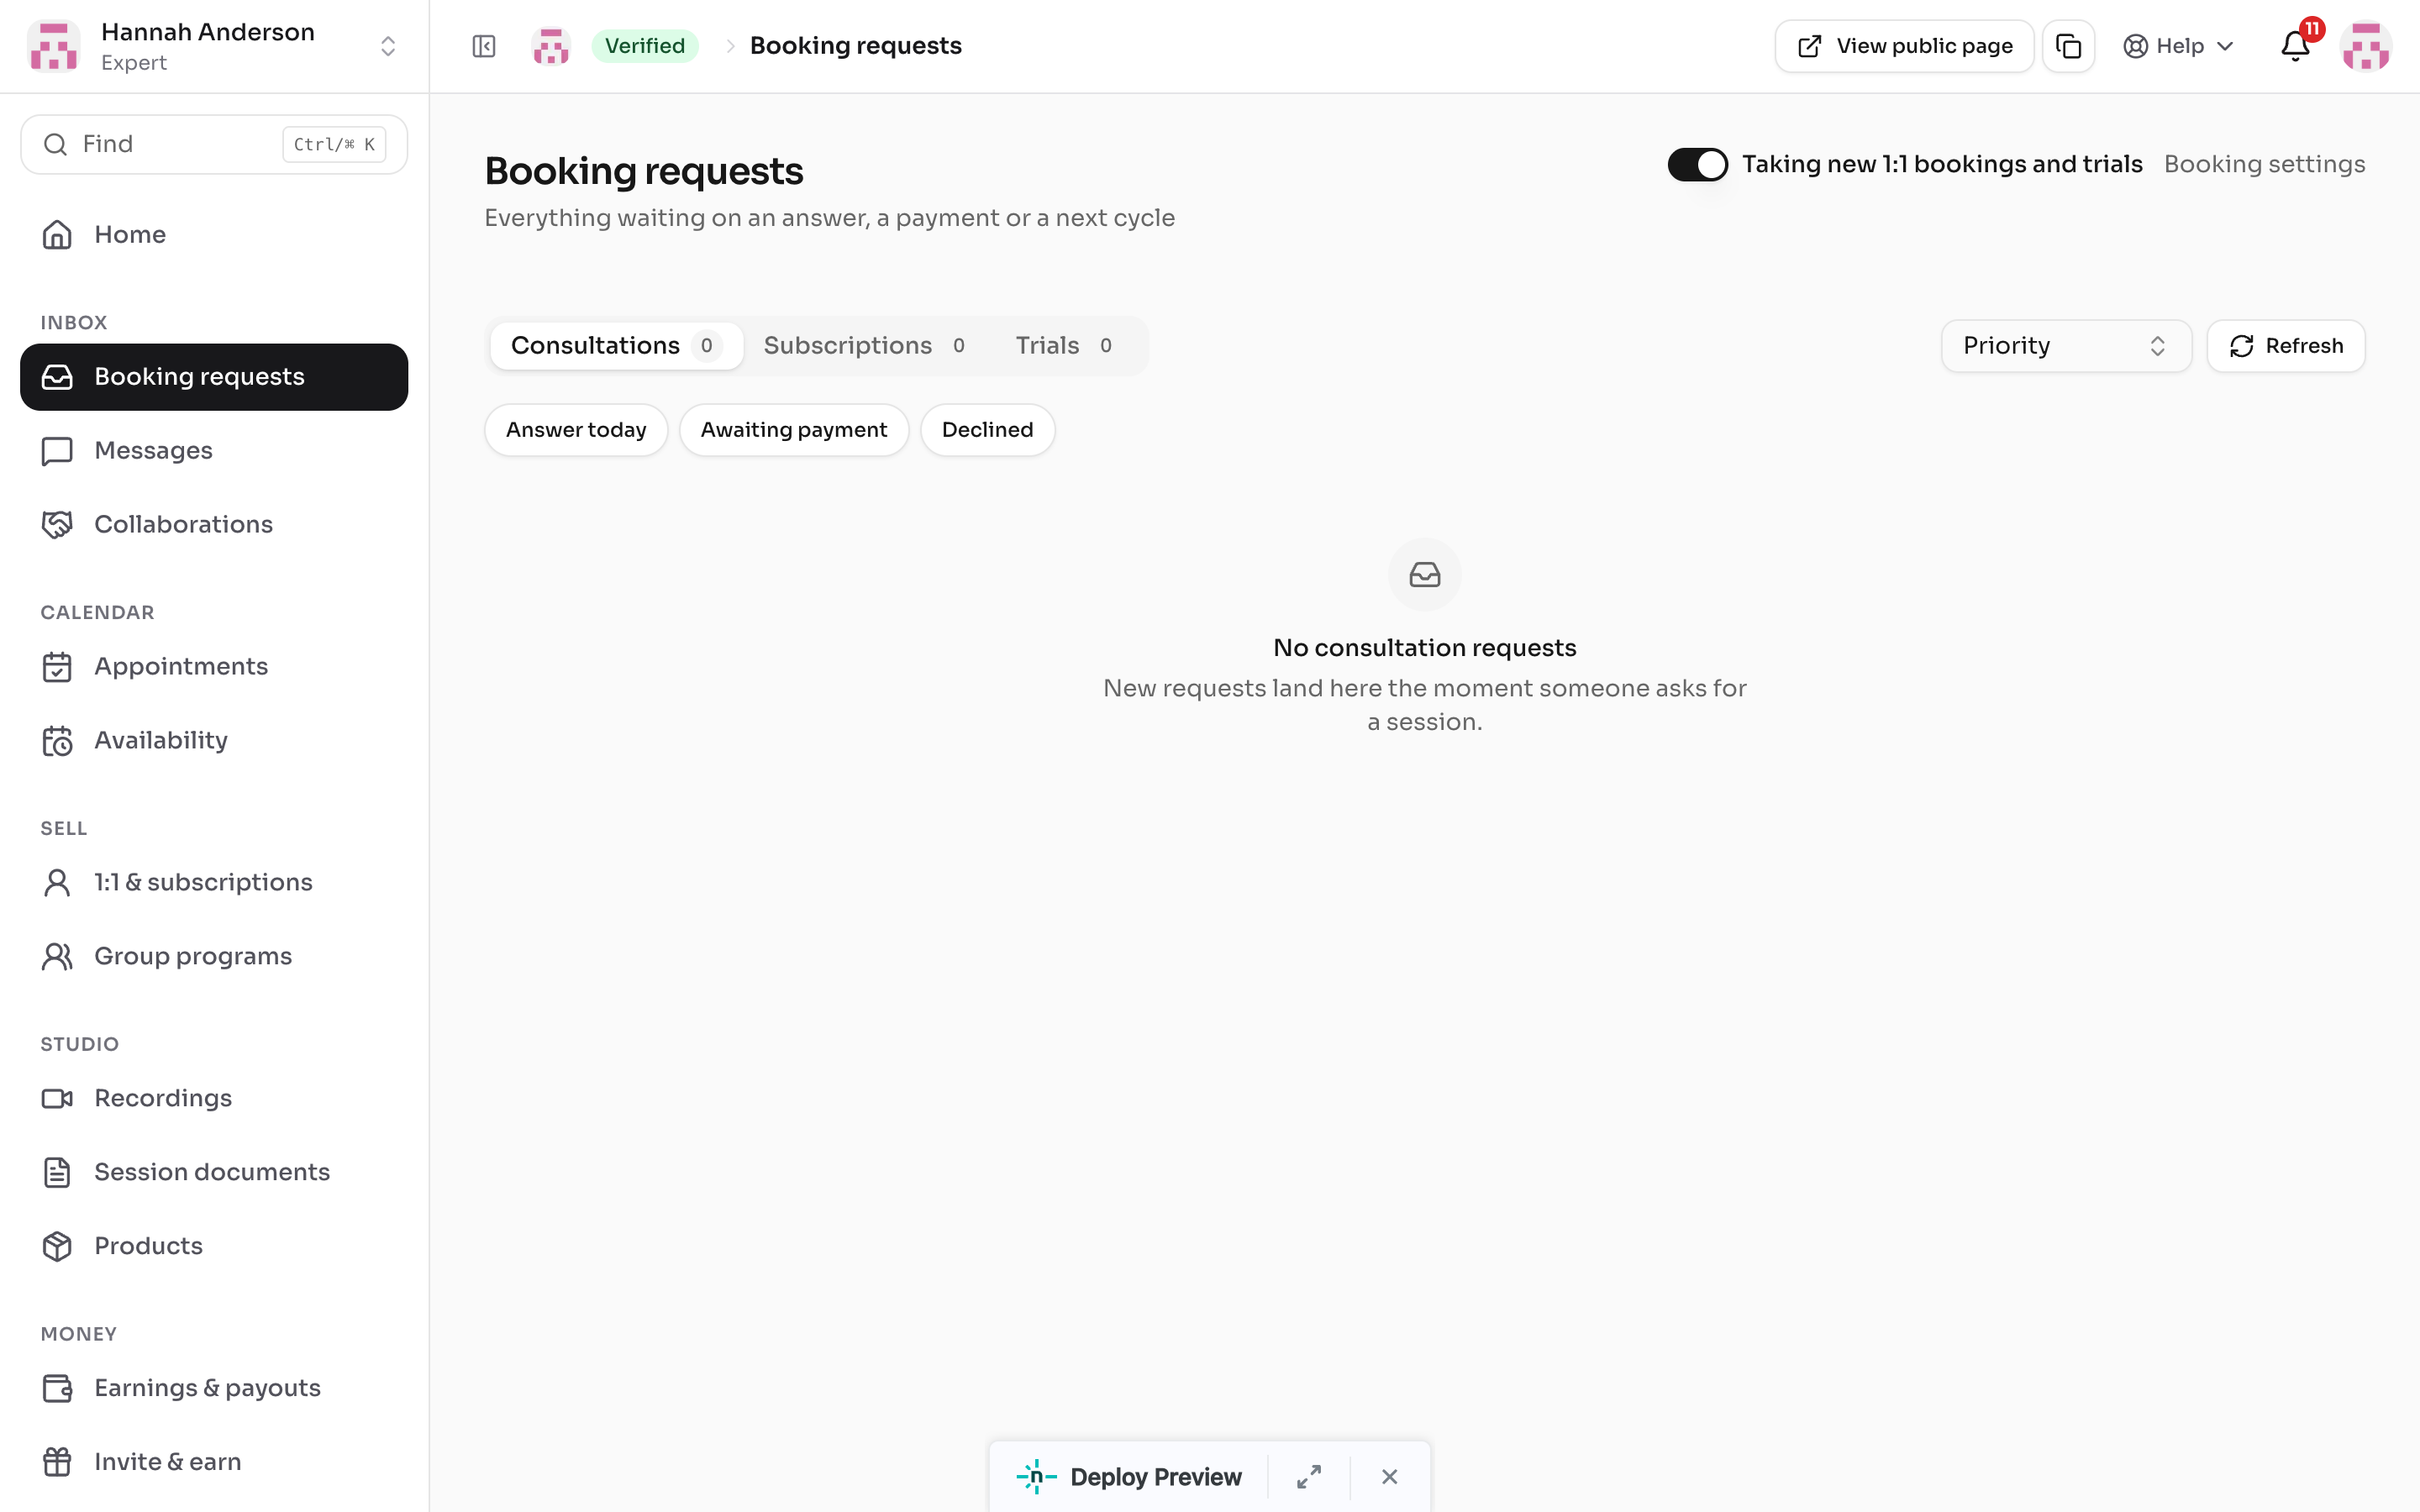 Hannah Anderson
Expert
Find
Ctrl/⌘ K
Home
INBOX
Booking requests
Messages
Collaborations
CALENDAR
Appointments
Availability
SELL
1:1 & subscriptions
Group programs
STUDIO
Recordings
Session documents
Products
MONEY
Earnings & payouts
Invite & earn
Verified
Booking requests
View public page
Help
11
Booking requests
Everything waiting on an answer, a payment or a next cycle
Taking new 1:1 bookings and trials
Booking settings
Consultations 0
Subscriptions 0
Trials 0
Priority
Refresh
Answer today
Awaiting payment
Declined
No consultation requests
New requests land here the moment someone asks for
a session.
n
Deploy Preview